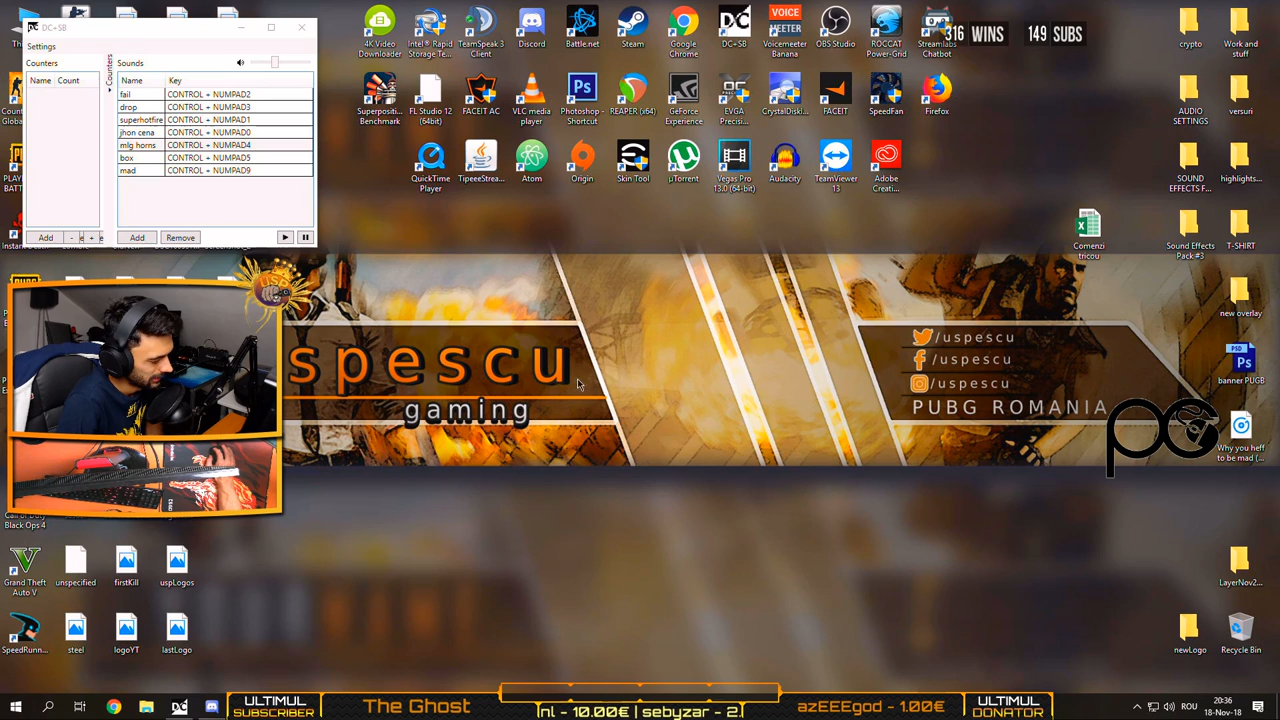 DC+SB
Settings
Counters
Sounds
Name Count
Counters
Name Key
fail CONTROL + NUMPAD2
drop CONTROL + NUMPAD3
superhotfire CONTROL + NUMPAD1
jhon cena CONTROL + NUMPAD0
mlg horns CONTROL + NUMPAD4
box CONTROL + NUMPAD5
mad CONTROL + NUMPAD9
Add - +
Add Remove
4K Video
Downloader
Intel® Rapid
Storage Te...
TeamSpeak 3
Client
Discord
Battle.net
Steam
Google
Chrome
DC+SB
VOICE
MEETER
Voicemeeter
Banana
OBS Studio
ROCCAT
Power-Grid
Streamlabs
Chatbot
316 WINS
149 SUBS
crypto
Work and
stuff
Superpositi...
Benchmark
FL Studio 12
(64bit)
FACEIT AC
VLC media
player
Photoshop -
Shortcut
REAPER (x64)
GeForce
Experience
EVGA
Precisi...
CrystalDiskI...
FACEIT
SpeedFan
Firefox
AUDIO
SETTINGS
versuri
QuickTime
Player
TipeeeStrea...
Atom
Origin
Skin Tool
µTorrent
Vegas Pro
13.0 (64-bit)
Audacity
TeamViewer
13
Adobe
Creati...
SOUND
EFFECTS F...
highlights...
Comenzi
tricou
Sound Effects
Pack #3
T-SHIRT
new overlay
PSD
Ps
banner PUGB
Why you heff
to be mad (...
spescu
gaming
/uspescu
/uspescu
/uspescu
PUBG ROMANIA
Call of Duty
Black Ops 4
Grand Theft
Auto V
unspecified
firstKill
uspLogos
LayerNov2...
SpeedRunn...
steel
logoYT
lastLogo
newLogo
Recycle Bin
ULTIMUL
SUBSCRIBER
The Ghost
nl - 10.00€ | sebyzar - 2.
azEEEgod - 1.00€
ULTIMUL
DONATOR
ROU
20:36
18-Nov-18